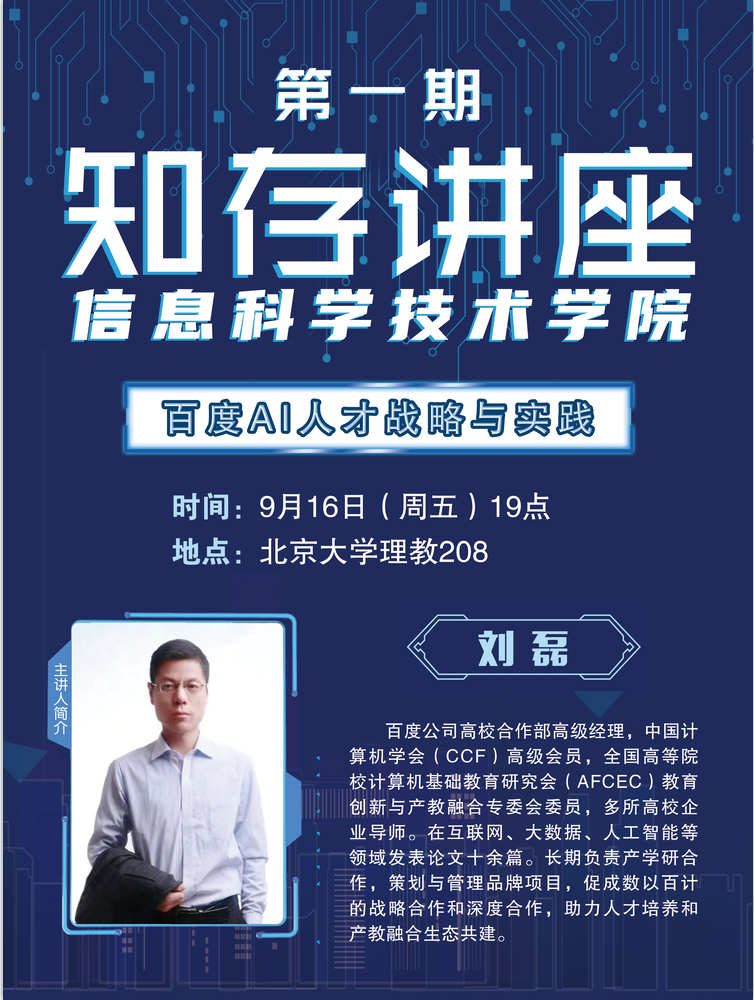 第一期
知存讲座
信息科学技术学院
百度AI人才战略与实践
时间：9月16日（周五）19点
地点：北京大学理教208
主讲人简介
刘磊
百度公司高校合作部高级经理，中国计
算机学会（CCF）高级会员，全国高等院
校计算机基础教育研究会（AFCEC）教育
创新与产教融合专委会委员，多所高校企
业导师。在互联网、大数据、人工智能等
领域发表论文十余篇。长期负责产学研合
作，策划与管理品牌项目，促成数以百计
的战略合作和深度合作，助力人才培养和
产教融合生态共建。